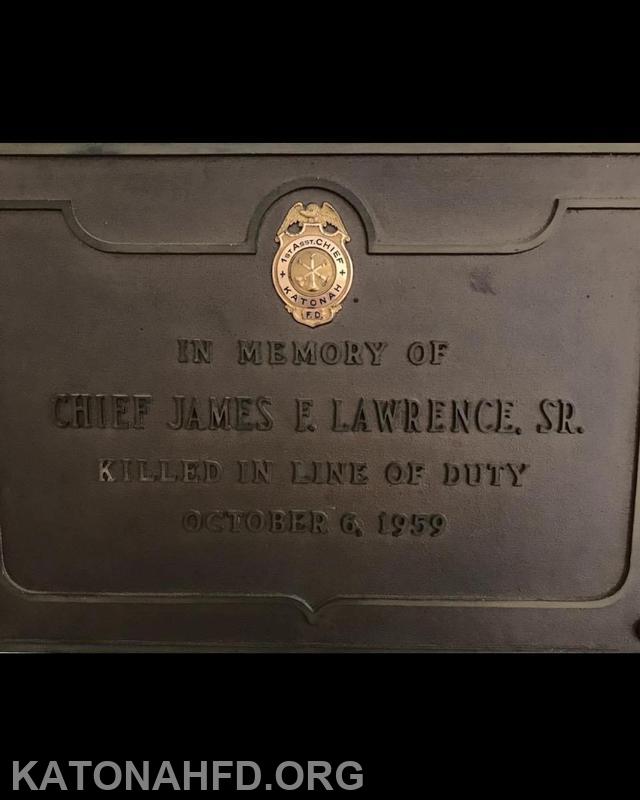 1ST ASST. CHIEF
KATONAH
F.D.
IN MEMORY OF
CHIEF JAMES F. LAWRENCE, SR.
KILLED IN LINE OF DUTY
OCTOBER 6, 1959
KATONAHFD.ORG